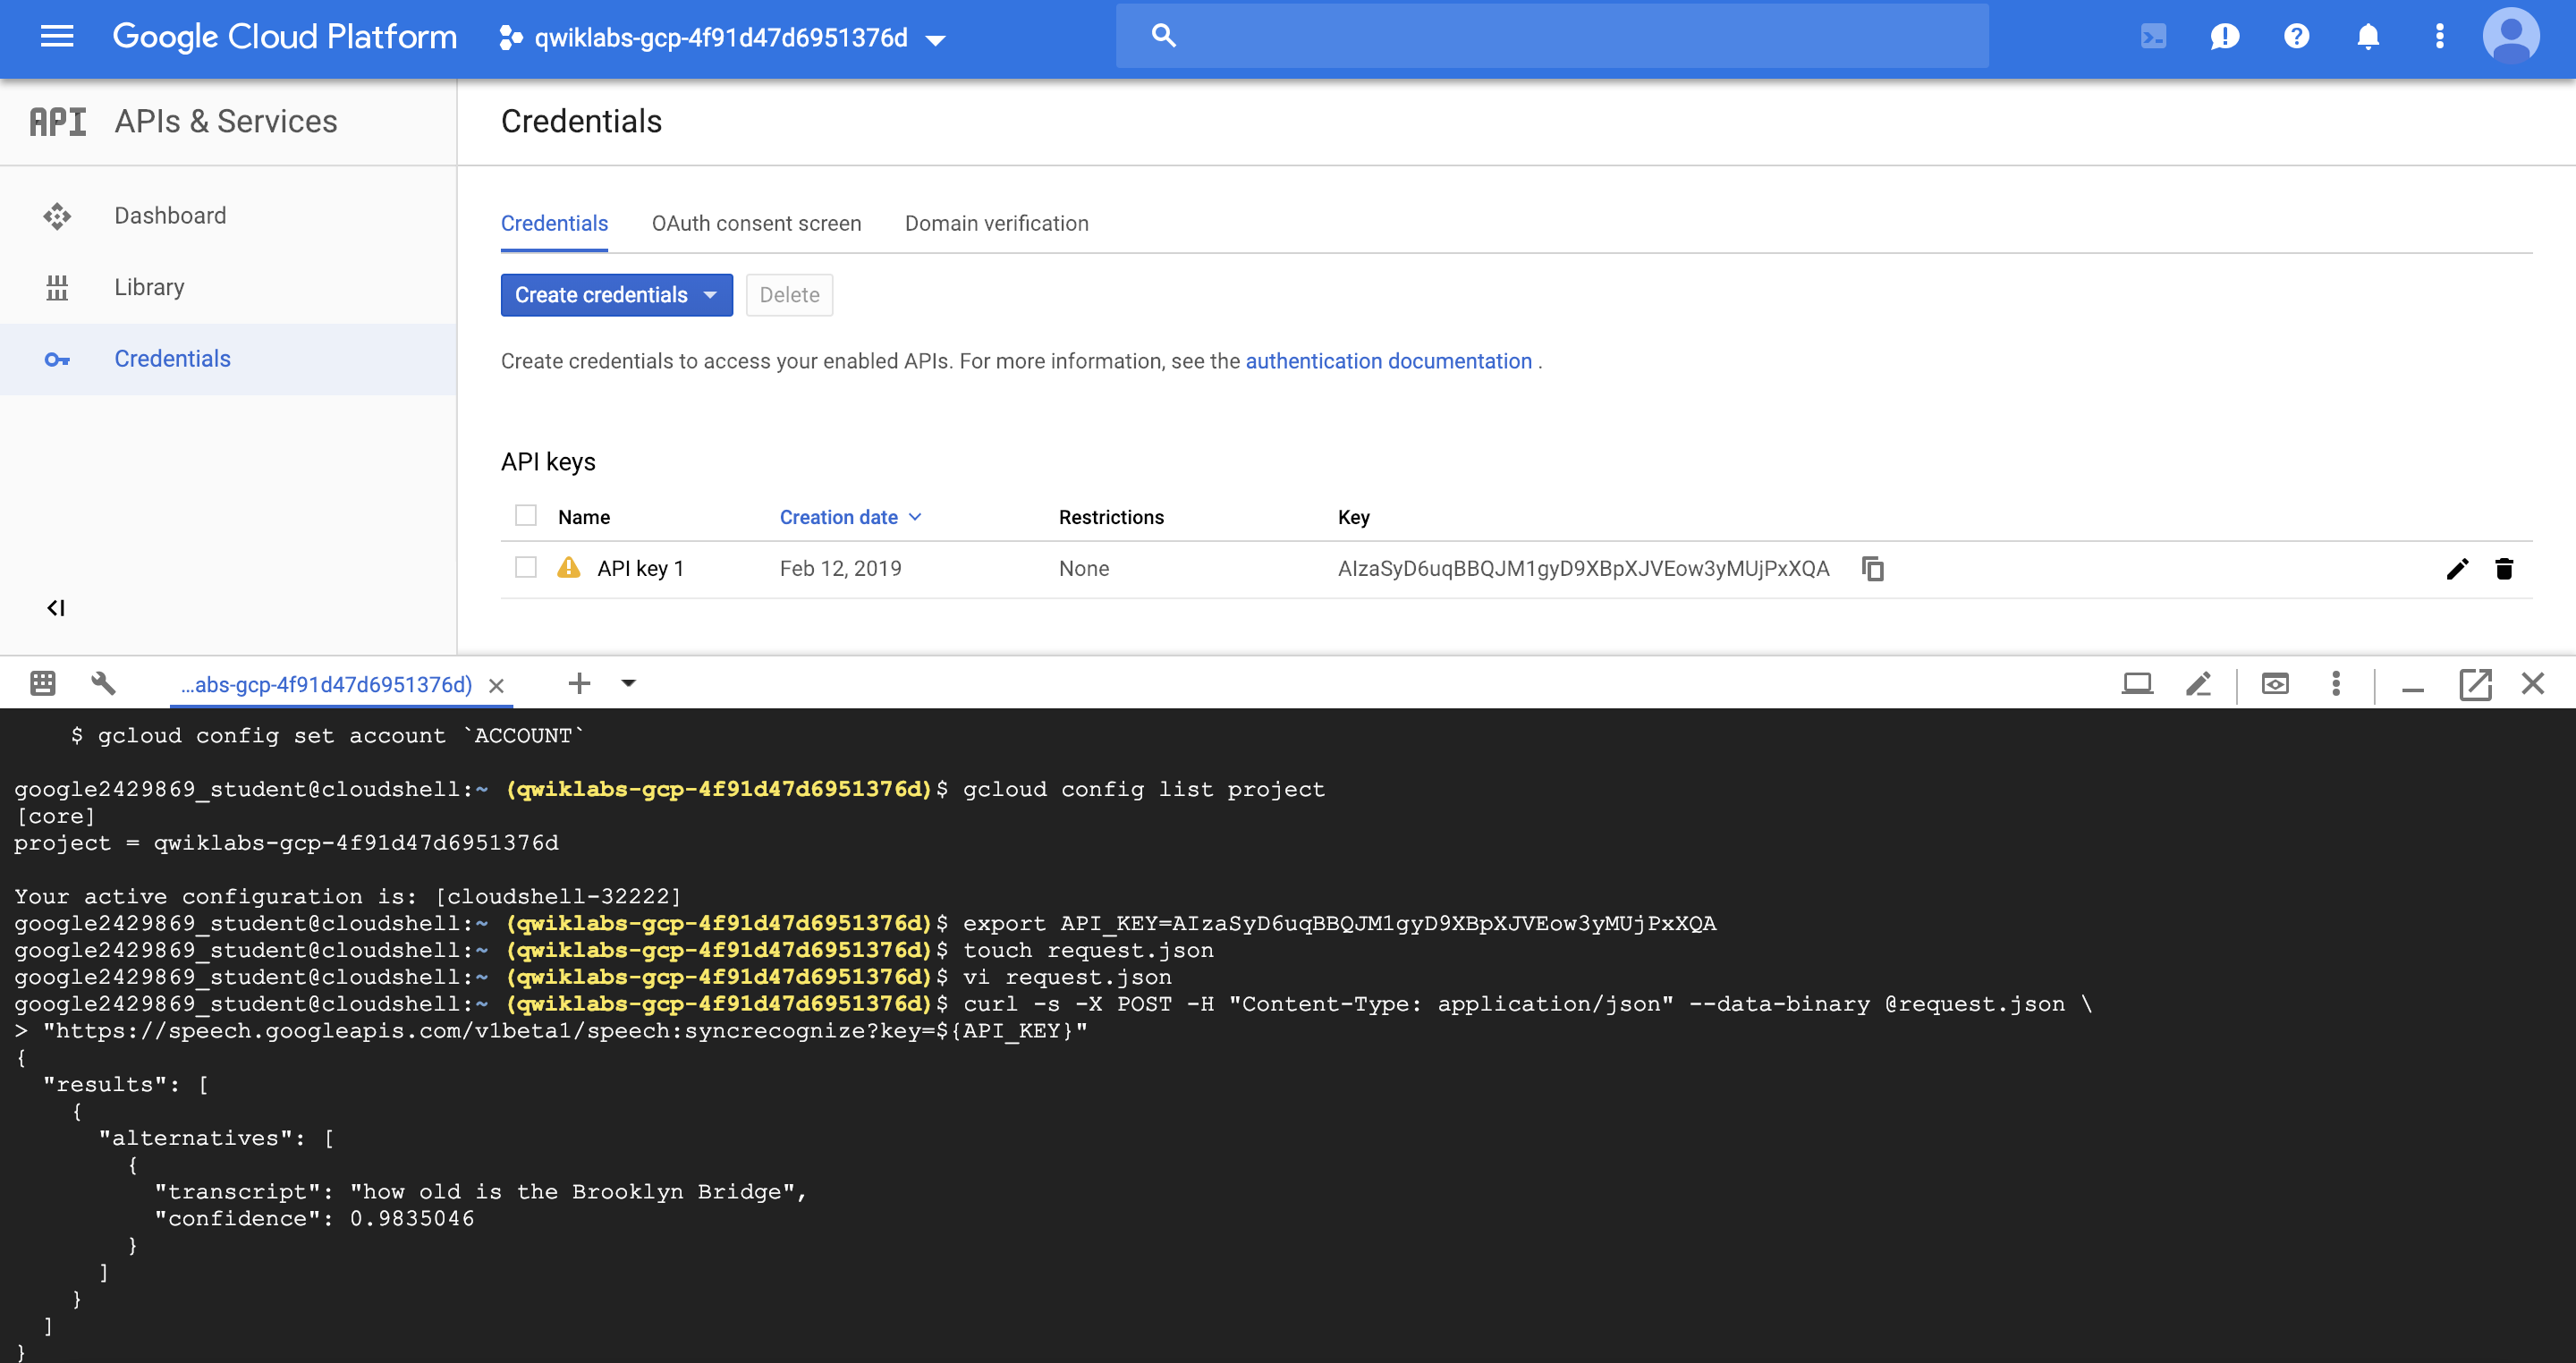 Google Cloud Platform qwiklabs-gcp-4f91d47d6951376d
API APIs & Services
Credentials
Dashboard
Library
Credentials
Credentials OAuth consent screen Domain verification
Create credentials Delete
Create credentials to access your enabled APIs. For more information, see the authentication documentation .
API keys
Name Creation date Restrictions Key
API key 1 Feb 12, 2019 None AIzaSyD6uqBBQJM1gyD9XBpXJVEow3yMUjPxXQA
...abs-gcp-4f91d47d6951376d)
$ gcloud config set account `ACCOUNT`
google2429869_student@cloudshell:~ (qwiklabs-gcp-4f91d47d6951376d)$ gcloud config list project
[core]
project = qwiklabs-gcp-4f91d47d6951376d
Your active configuration is: [cloudshell-32222]
google2429869_student@cloudshell:~ (qwiklabs-gcp-4f91d47d6951376d)$ export API_KEY=AIzaSyD6uqBBQJM1gyD9XBpXJVEow3yMUjPxXQA
google2429869_student@cloudshell:~ (qwiklabs-gcp-4f91d47d6951376d)$ touch request.json
google2429869_student@cloudshell:~ (qwiklabs-gcp-4f91d47d6951376d)$ vi request.json
google2429869_student@cloudshell:~ (qwiklabs-gcp-4f91d47d6951376d)$ curl -s -X POST -H "Content-Type: application/json" --data-binary @request.json \
> "https://speech.googleapis.com/v1beta1/speech:syncrecognize?key=${API_KEY}"
{
"results": [
{
"alternatives": [
{
"transcript": "how old is the Brooklyn Bridge",
"confidence": 0.9835046
}
]
}
]
}